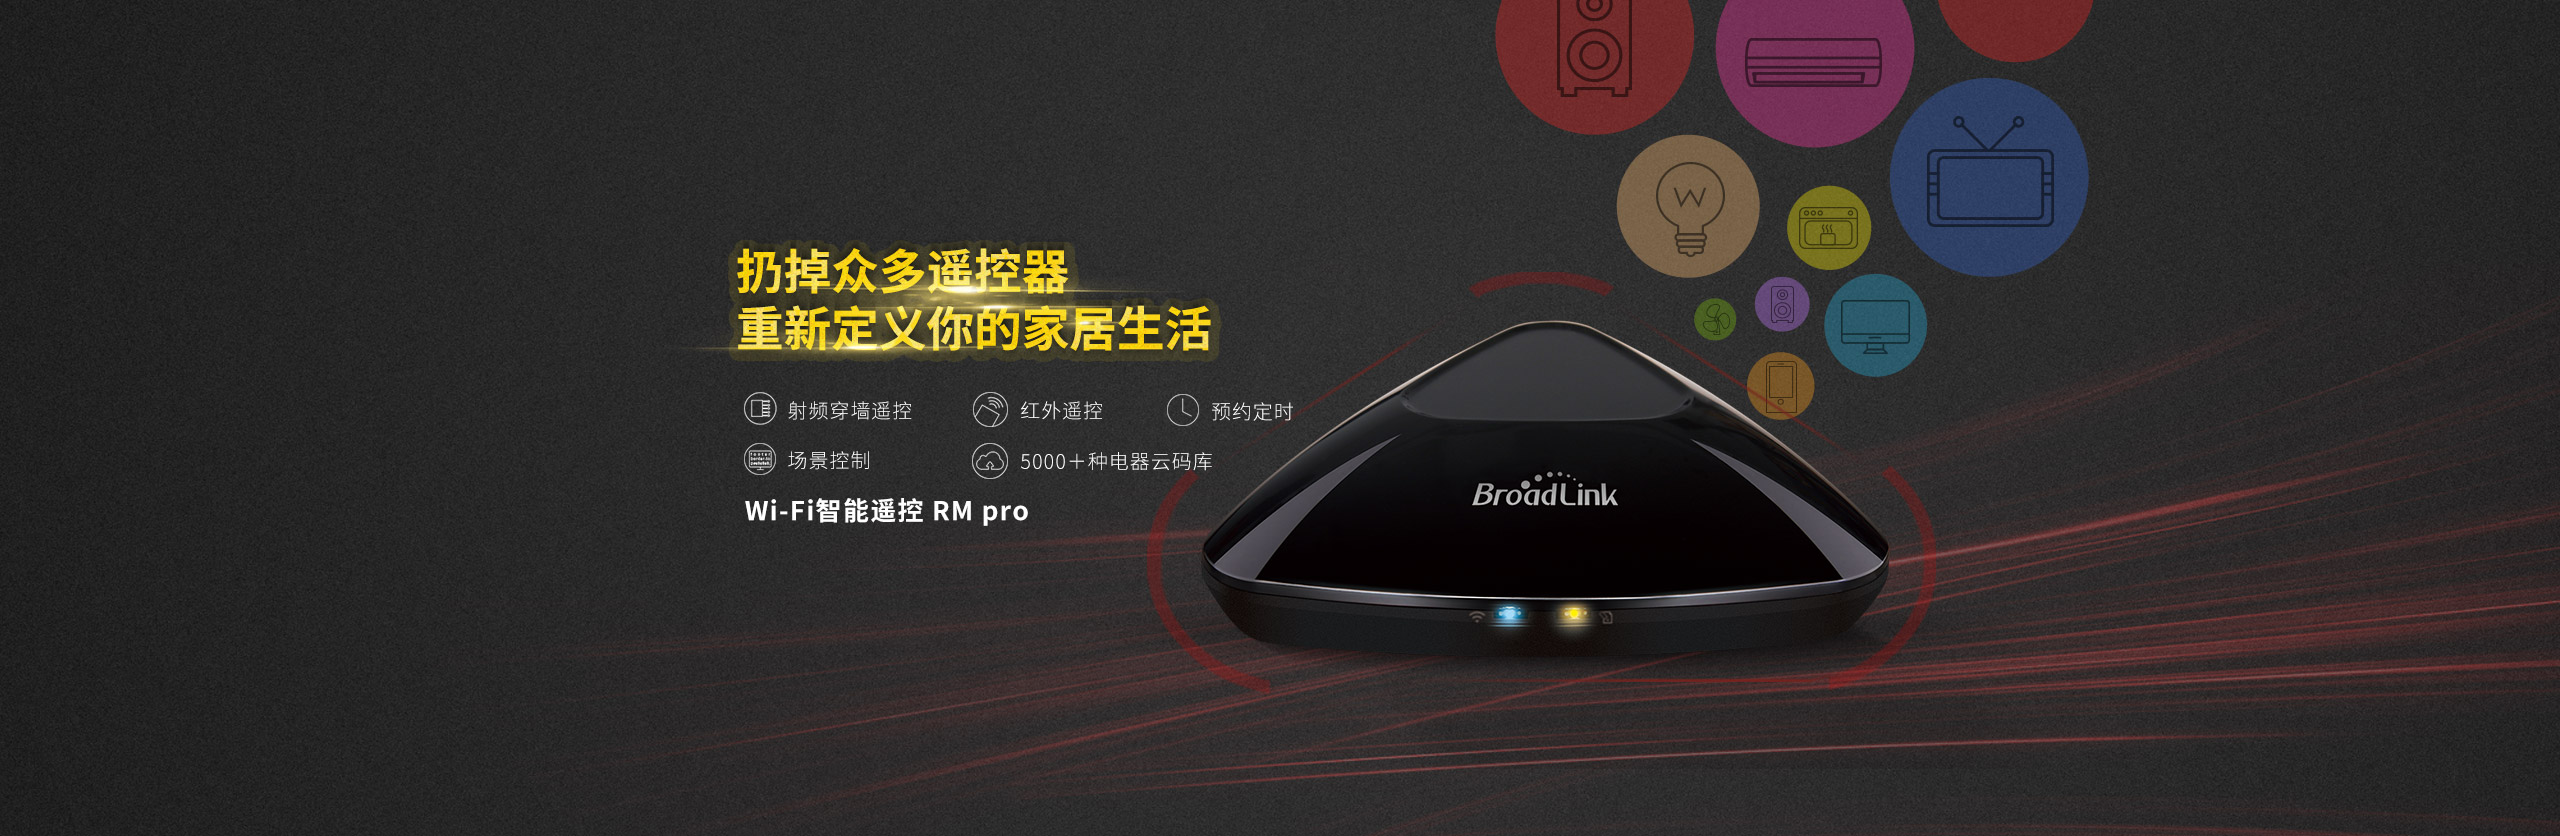 扔掉众多遥控器
重新定义你的家居生活
射频穿墙遥控 红外遥控 预约定时
场景控制 5000+种电器云码库
Wi-Fi智能遥控 RM pro
BroadLink